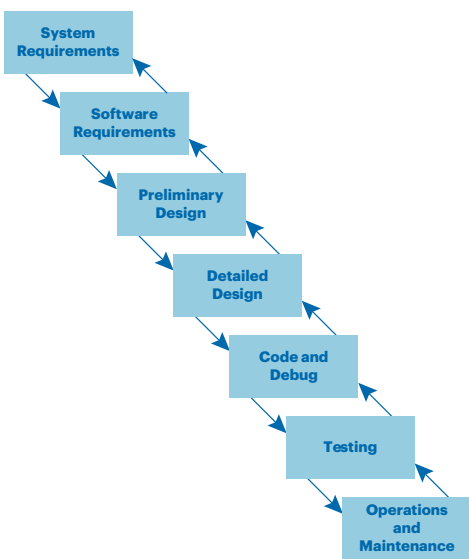 System
Requirements
Software
Requirements
Preliminary
Design
Detailed
Design
Code and
Debug
Testing
Operations
and
Maintenance